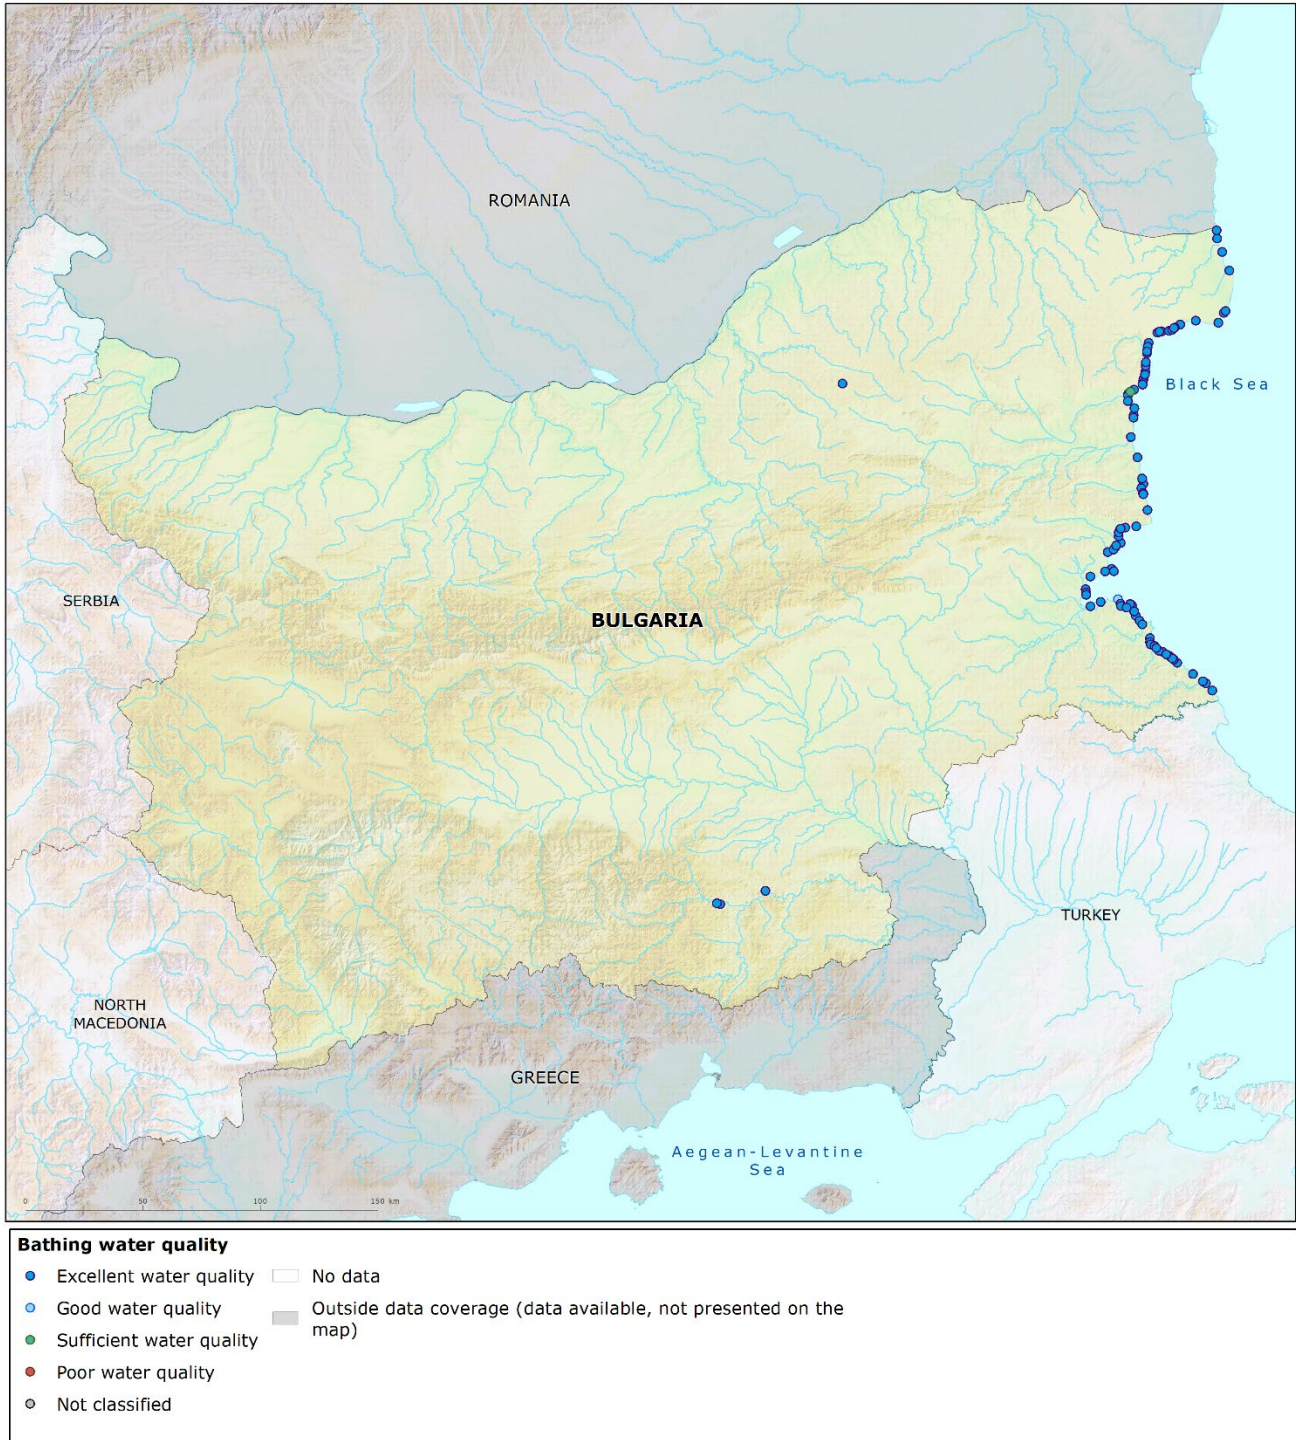 ROMANIA
Black Sea
SERBIA
BULGARIA
TURKEY
NORTH
MACEDONIA
GREECE
Aegean-Levantine
Sea
0 50 100 150 km
Bathing water quality
Excellent water quality
Good water quality
Sufficient water quality
Poor water quality
Not classified
No data
Outside data coverage (data available, not presented on the
map)